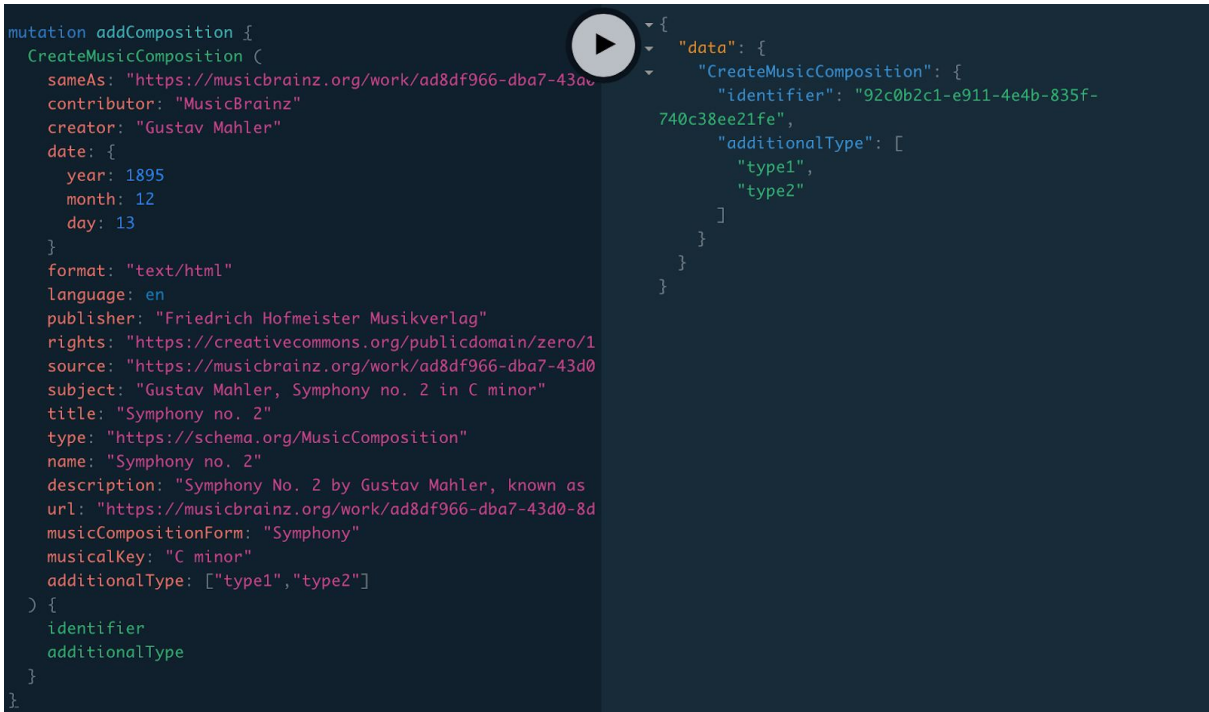 mutation addComposition {
  CreateMusicComposition (
    sameAs: "https://musicbrainz.org/work/ad8df966-dba7-43d0
    contributor: "MusicBrainz"
    creator: "Gustav Mahler"
    date: {
      year: 1895
      month: 12
      day: 13
    }
    format: "text/html"
    language: en
    publisher: "Friedrich Hofmeister Musikverlag"
    rights: "https://creativecommons.org/publicdomain/zero/1
    source: "https://musicbrainz.org/work/ad8df966-dba7-43d0
    subject: "Gustav Mahler, Symphony no. 2 in C minor"
    title: "Symphony no. 2"
    type: "https://schema.org/MusicComposition"
    name: "Symphony no. 2"
    description: "Symphony No. 2 by Gustav Mahler, known as
    url: "https://musicbrainz.org/work/ad8df966-dba7-43d0-8d
    musicCompositionForm: "Symphony"
    musicalKey: "C minor"
    additionalType: ["type1","type2"]
  ) {
    identifier
    additionalType
  }
}
{
  "data": {
    "CreateMusicComposition": {
      "identifier": "92c0b2c1-e911-4e4b-835f-
740c38ee21fe",
      "additionalType": [
        "type1",
        "type2"
      ]
    }
  }
}